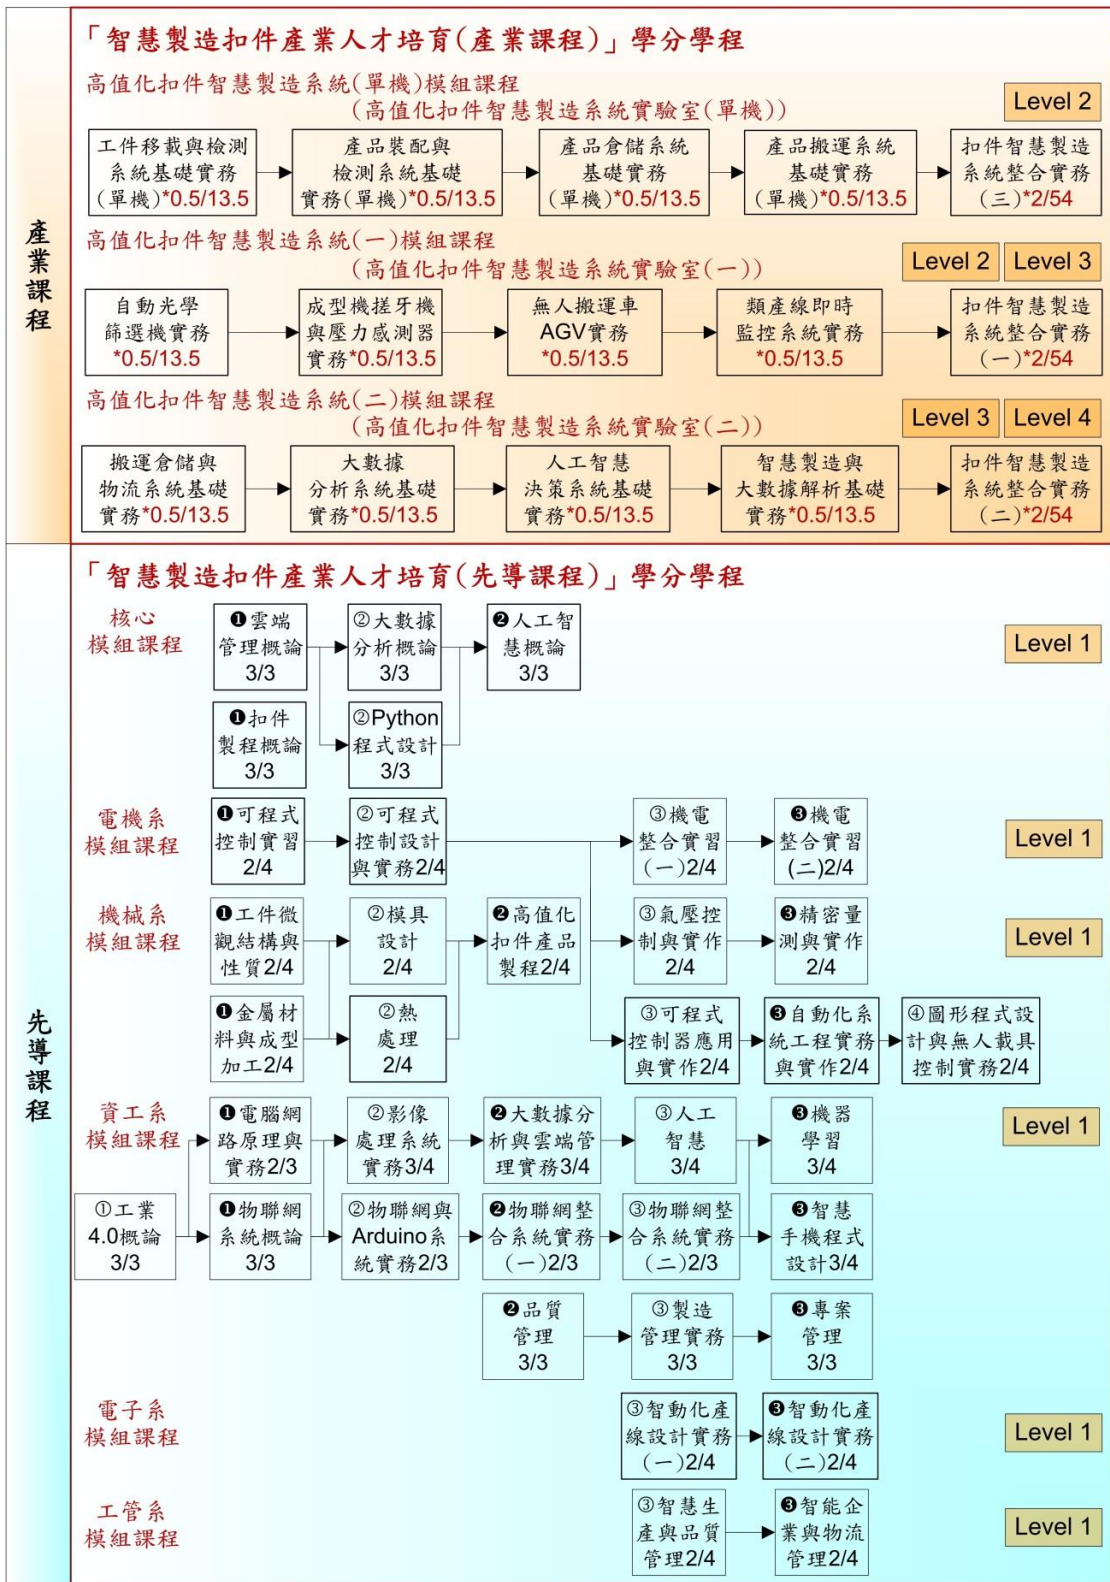 產業課程
「智慧製造扣件產業人才培育(產業課程)」學分學程
高值化扣件智慧製造系統(單機)模組課程
(高值化扣件智慧製造系統實驗室(單機))
Level 2
工件移載與檢測
系統基礎實務
(單機)*0.5/13.5
產品裝配與
檢測系統基礎
實務(單機)*0.5/13.5
產品倉儲系統
基礎實務
(單機)*0.5/13.5
產品搬運系統
基礎實務
(單機)*0.5/13.5
扣件智慧製造
系統整合實務
(三)*2/54
高值化扣件智慧製造系統(一)模組課程
(高值化扣件智慧製造系統實驗室(一))
Level 2
Level 3
自動光學
篩選機實務
*0.5/13.5
成型機搓牙機
與壓力感測器
實務*0.5/13.5
無人搬運車
AGV實務
*0.5/13.5
類產線即時
監控系統實務
*0.5/13.5
扣件智慧製造
系統整合實務
(一)*2/54
高值化扣件智慧製造系統(二)模組課程
(高值化扣件智慧製造系統實驗室(二))
Level 3
Level 4
搬運倉儲與
物流系統基礎
實務*0.5/13.5
大數據
分析系統基礎
實務*0.5/13.5
人工智慧
決策系統基礎
實務*0.5/13.5
智慧製造與
大數據解析基礎
實務*0.5/13.5
扣件智慧製造
系統整合實務
(二)*2/54
先導課程
「智慧製造扣件產業人才培育(先導課程)」學分學程
核心
模組課程
❶雲端
管理概論
3/3
②大數據
分析概論
3/3
❷人工智
慧概論
3/3
Level 1
❶扣件
製程概論
3/3
②Python
程式設計
3/3
電機系
模組課程
❶可程式
控制實習
2/4
②可程式
控制設計
與實務2/4
③機電
整合實習
(一)2/4
❸機電
整合實習
(二)2/4
Level 1
機械系
模組課程
❶工件微
觀結構與
性質2/4
②模具
設計
2/4
❷高值化
扣件產品
製程2/4
③氣壓控
制與實作
2/4
❸精密量
測與實作
2/4
Level 1
❶金屬材
料與成型
加工2/4
②熱
處理
2/4
③可程式
控制器應用
與實作2/4
❸自動化系
統工程實務
與實作2/4
④圖形程式設
計與無人載具
控制實務2/4
資工系
模組課程
❶電腦網
路原理與
實務2/3
②影像
處理系統
實務3/4
❷大數據分
析與雲端管
理實務3/4
③人工
智慧
3/4
❸機器
學習
3/4
Level 1
①工業
4.0概論
3/3
❶物聯網
系統概論
3/3
②物聯網與
Arduino系
統實務2/3
❷物聯網整
合系統實務
(一)2/3
③物聯網整
合系統實務
(二)2/3
❸智慧
手機程式
設計3/4
❷品質
管理
3/3
③製造
管理實務
3/3
❸專案
管理
3/3
電子系
模組課程
③智動化產
線設計實務
(一)2/4
❸智動化產
線設計實務
(二)2/4
Level 1
工管系
模組課程
③智慧生
產與品質
管理2/4
❸智能企
業與物流
管理2/4
Level 1